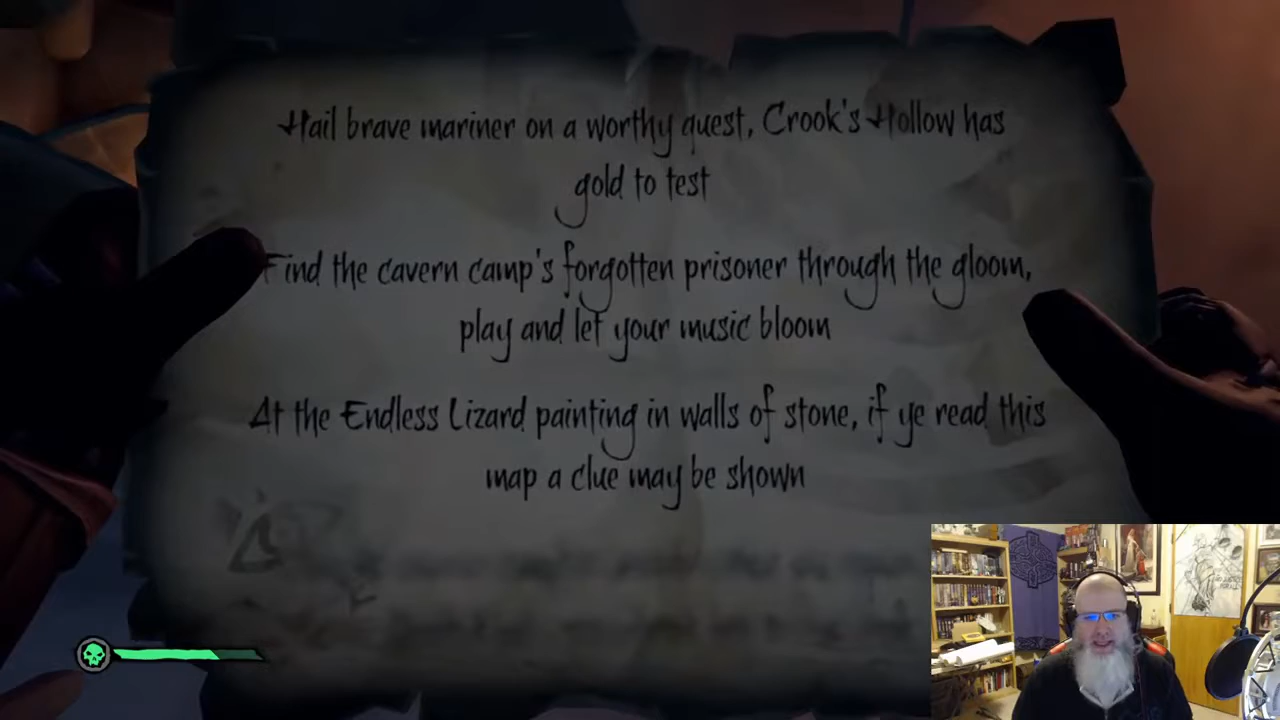 Hail brave mariner on a worthy quest, Crook's Hollow has
gold to test
Find the cavern camp's forgotten prisoner through the gloom,
play and let your music bloom
At the Endless Lizard painting in walls of stone, if ye read this
map a clue may be shown